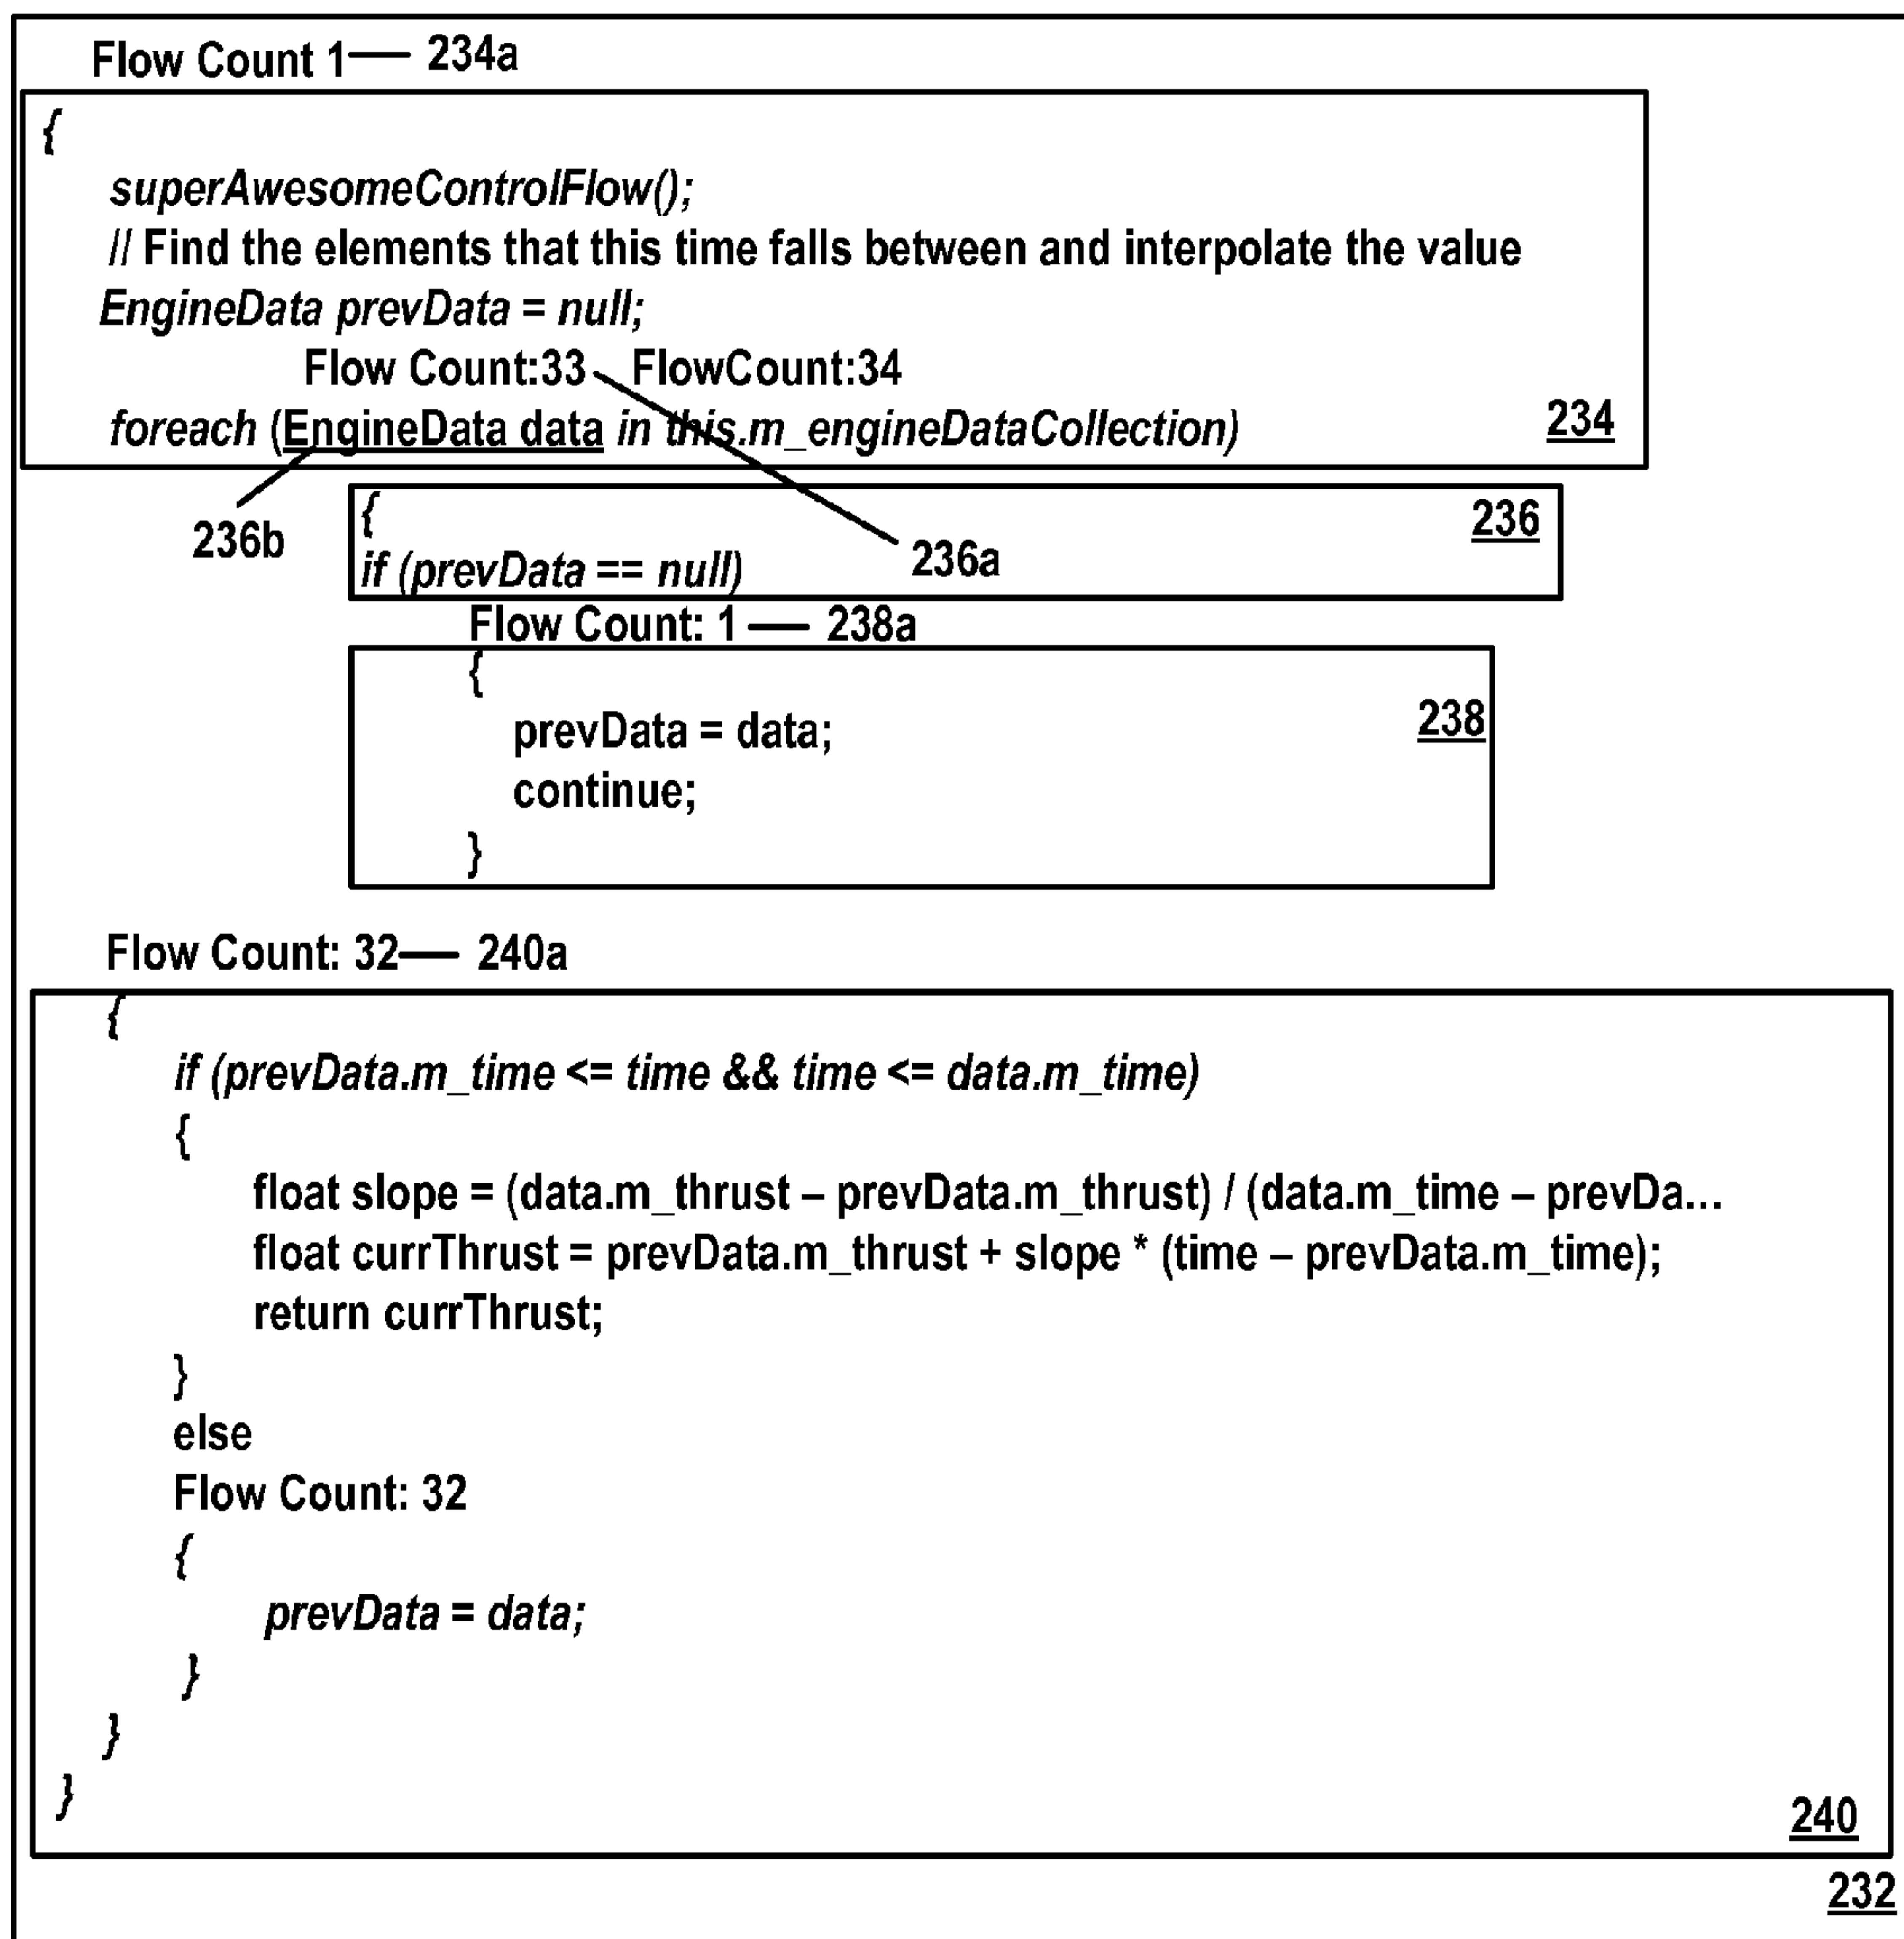 Flow Count 1 234a
{
superAwesomeControlFlow();
// Find the elements that this time falls between and interpolate the value
EngineData prevData = null;
Flow Count:33 FlowCount:34
foreach (EngineData data in this.m_engineDataCollection) 234
236b
{ 236
236a
if (prevData == null)
Flow Count: 1 238a
{
prevData = data; 238
continue;
}
Flow Count: 32 240a
{
if (prevData.m_time <= time && time <= data.m_time)
{
float slope = (data.m_thrust – prevData.m_thrust) / (data.m_time – prevDa...
float currThrust = prevData.m_thrust + slope * (time – prevData.m_time);
return currThrust;
}
else
Flow Count: 32
{
prevData = data;
}
}
}
240
232